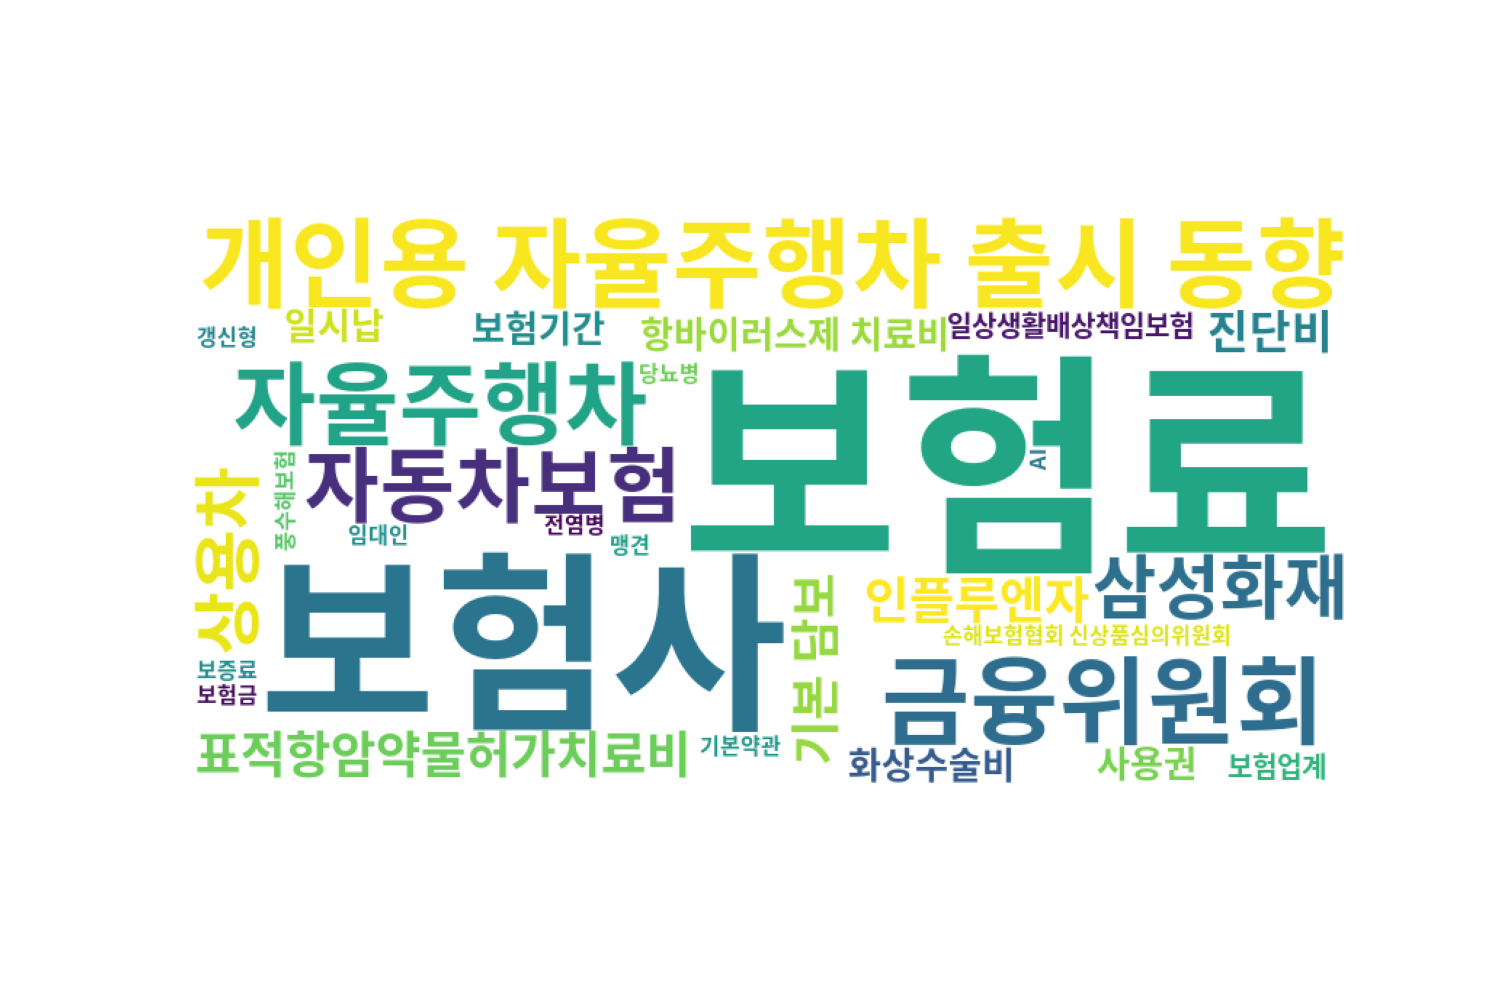 개인용 자율주행차 출시 동향
갱신형
일시납
보험기간
항바이러스제 치료비
일상생활배상책임보험
진단비
자율주행차
당뇨병
보험료
AI
상용차
풍수해보험
자동차보험
임대인
전염병
맹견
보험사
기본 담보
인플루엔자
삼성화재
손해보험협회 신상품심의위원회
보증료
보험금
금융위원회
표적항암약물허가치료비
기본약관
화상수술비
사용권
보험업계